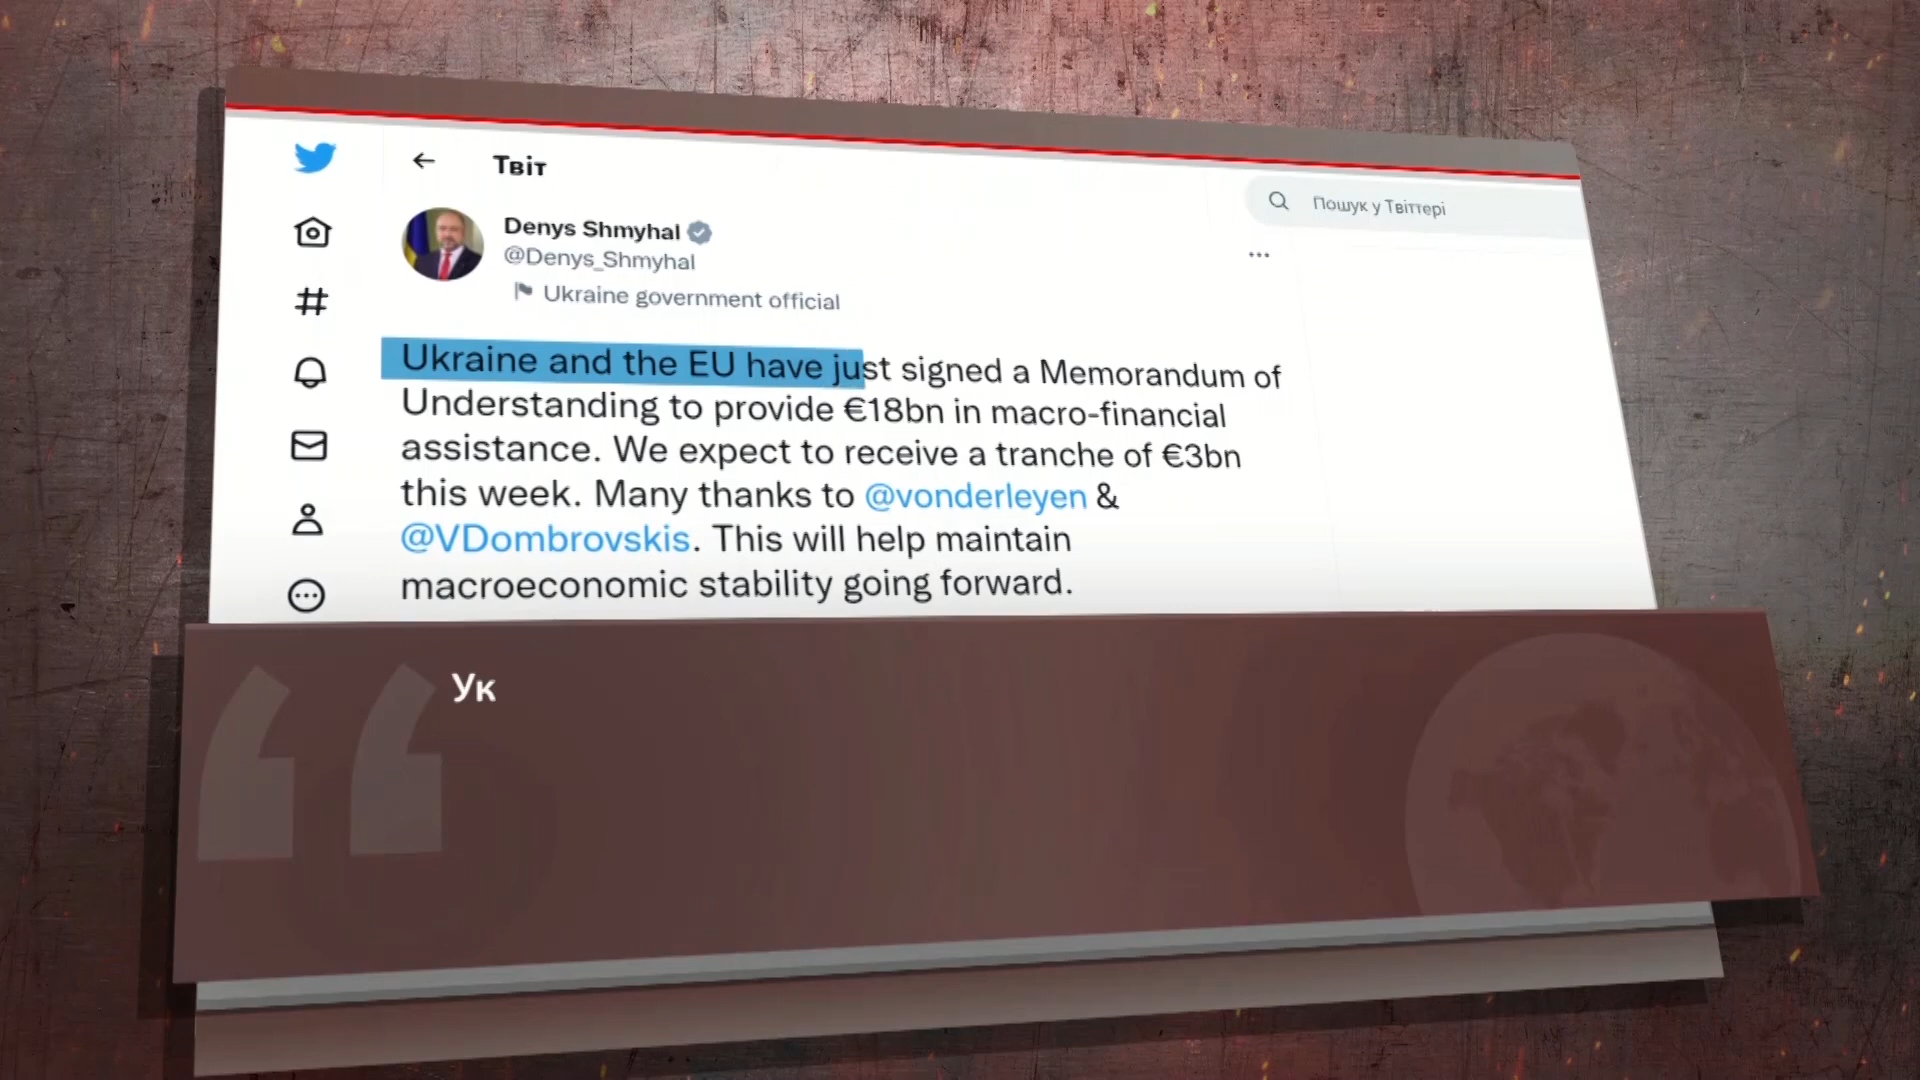 Твіт
Пошук у Твіттері
Denys Shmyhal
@Denys_Shmyhal
Ukraine government official
Ukraine and the EU have just signed a Memorandum of
Understanding to provide €18bn in macro-financial
assistance. We expect to receive a tranche of €3bn
this week. Many thanks to @vonderleyen &
@VDombrovskis. This will help maintain
macroeconomic stability going forward.
Ук